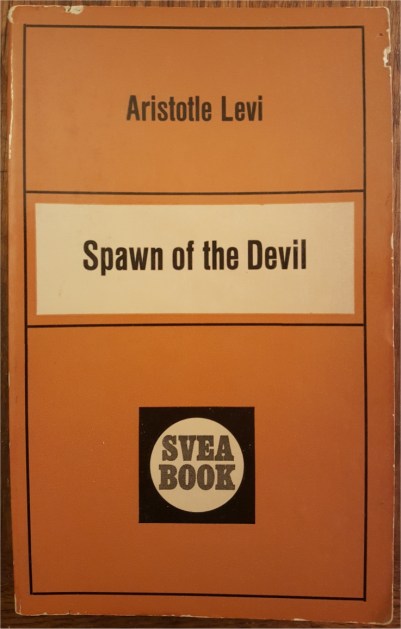 Aristotle Levi
Spawn of the Devil
SVEA
BOOK